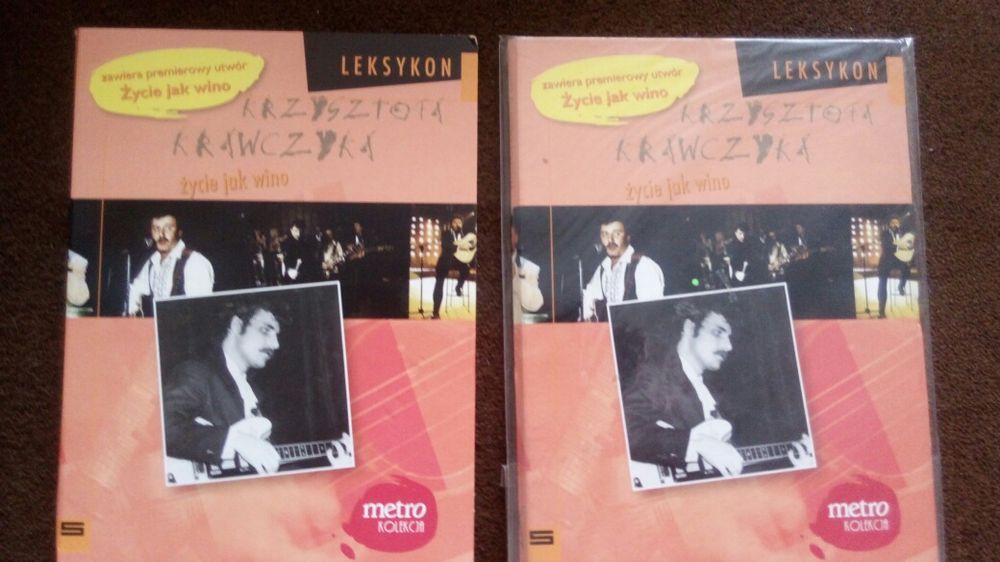 zawiera premierowy utwór
Życie jak wino
LEKSYKON
KRZYSZTOFA
KRAWCZYKA
życie jak wino
metro
KOLEKCJA
5
zawiera premierowy utwór
Życie jak wino
LEKSYKON
KRZYSZTOFA
KRAWCZYKA
życie jak wino
metro
KOLEKCJA
5